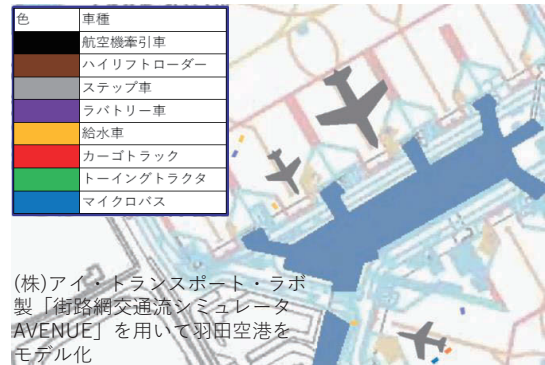 色 車種
航空機牽引車
ハイリフトローダー
ステップ車
ラバトリー車
給水車
カーゴトラック
トーイングトラクタ
マイクロバス
(株)アイ・トランスポート・ラボ
製「街路網交通流シミュレータ
AVENUE」を用いて羽田空港を
モデル化